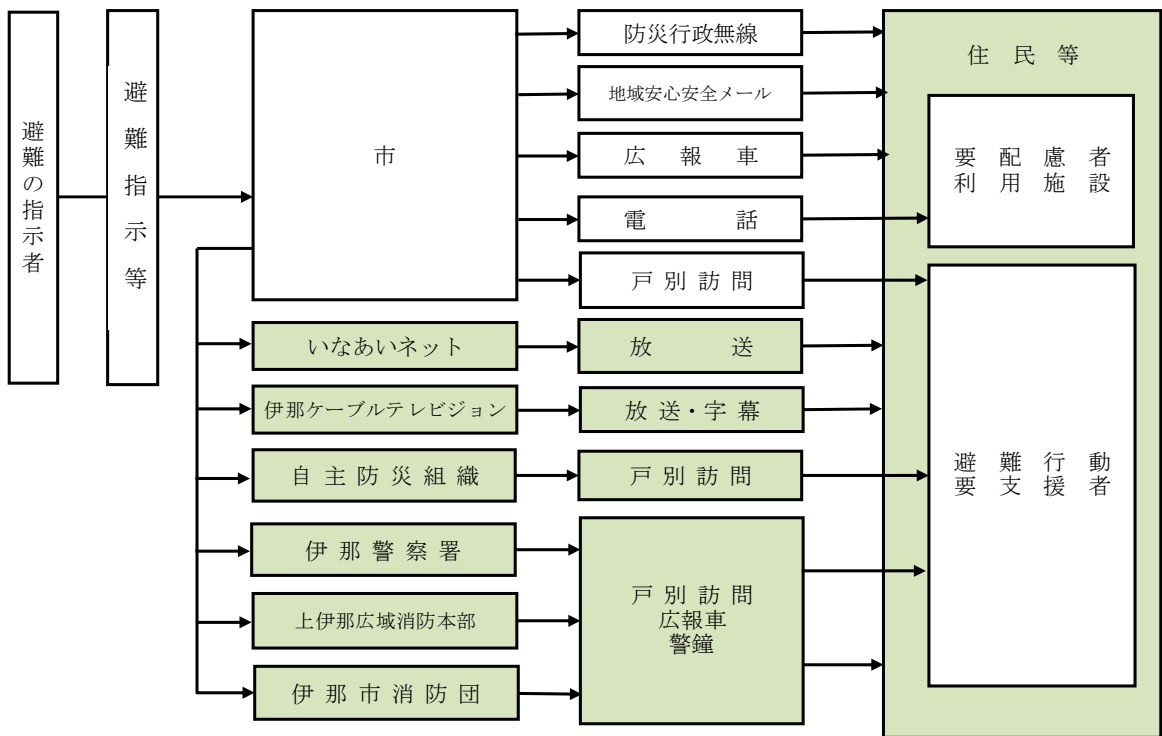 避難の指示者
避難指示等
市
防災行政無線
地域安心安全メール
広報車
電話
戸別訪問
いなあいネット
放送
伊那ケーブルテレビジョン
放送・字幕
自主防災組織
戸別訪問
伊那警察署
上伊那広域消防本部
伊那市消防団
戸別訪問
広報車
警鐘
住民等
要配慮者
利用施設
避難行動
要支援者